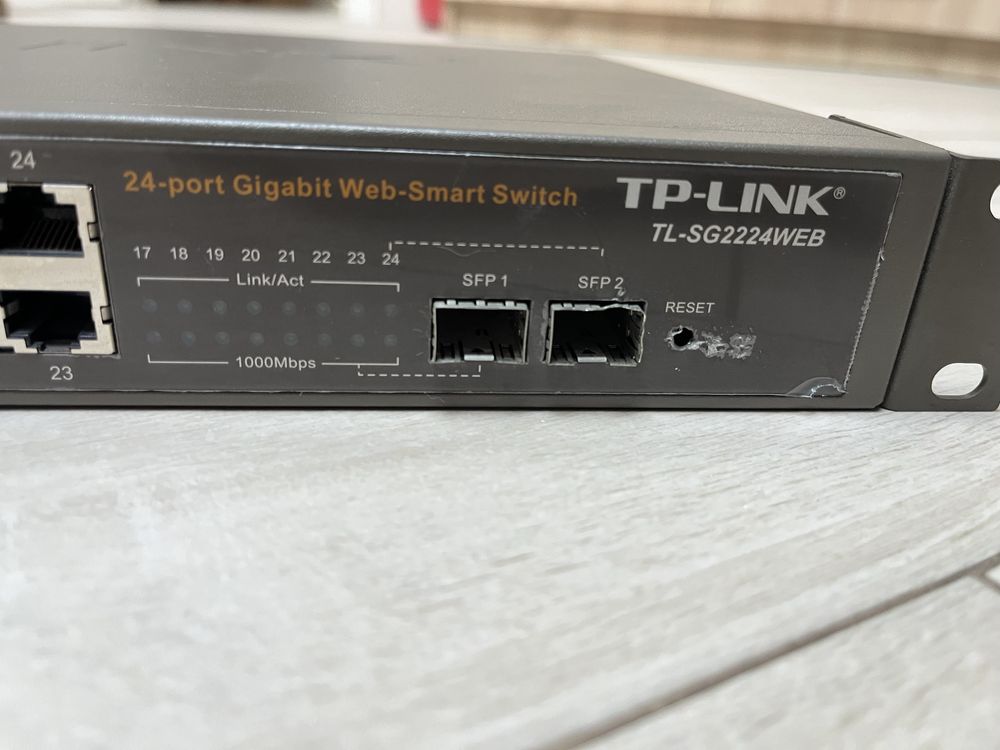 24
24-port Gigabit Web-Smart Switch
TP-LINK®
TL-SG2224WEB
17 18 19 20 21 22 23 24
Link/Act
SFP 1
SFP 2
RESET
1000Mbps
23